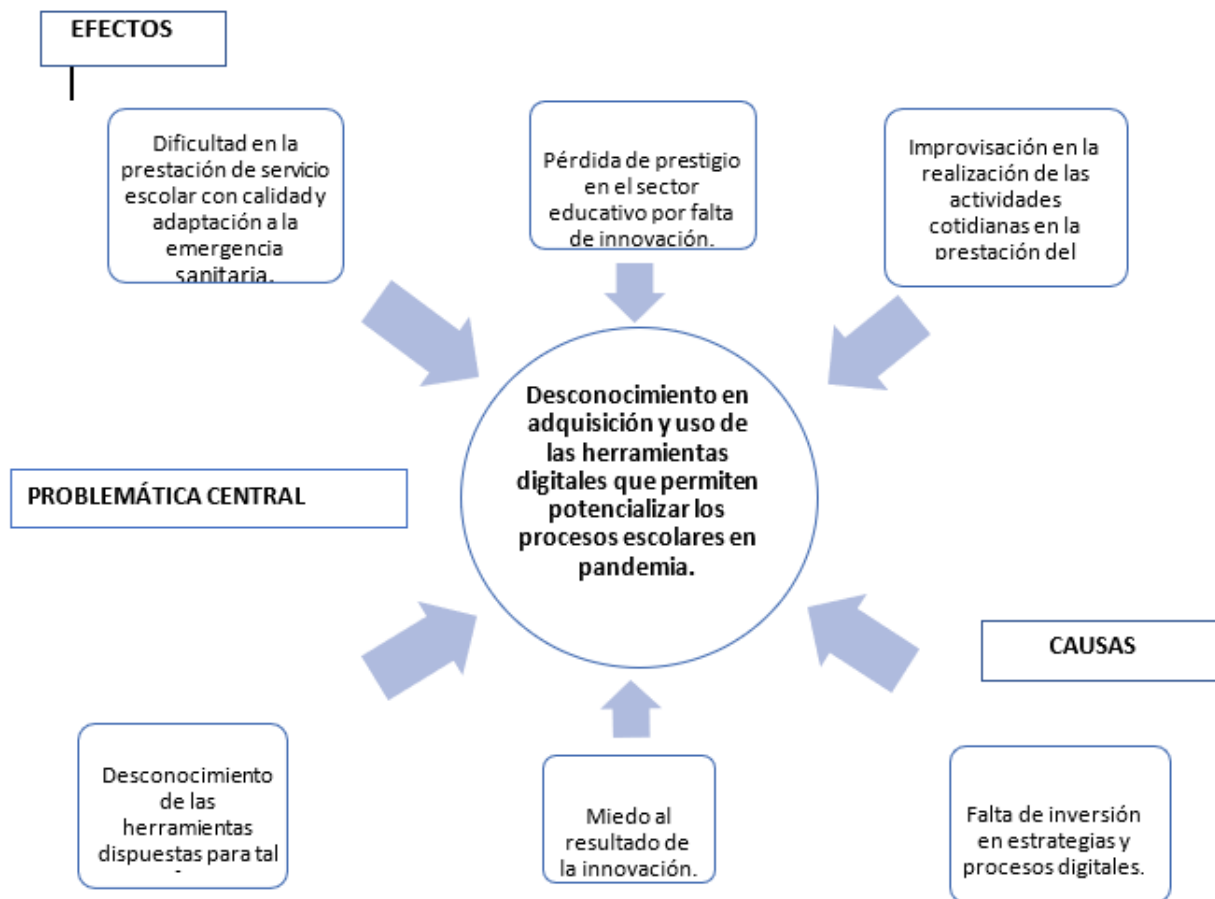 EFECTOS
Dificultad en la
prestación de servicio
escolar con calidad y
adaptación a la
emergencia
sanitaria.
Pérdida de prestigio
en el sector
educativo por falta
de innovación.
Improvisación en la
realización de las
actividades
cotidianas en la
prestación del
Desconocimiento en
adquisición y uso de
las herramientas
digitales que permiten
potencializar los
procesos escolares en
pandemia.
PROBLEMÁTICA CENTRAL
CAUSAS
Desconocimiento
de las
herramientas
dispuestas para tal
Miedo al
resultado de
la innovación.
Falta de inversión
en estrategias y
procesos digitales.